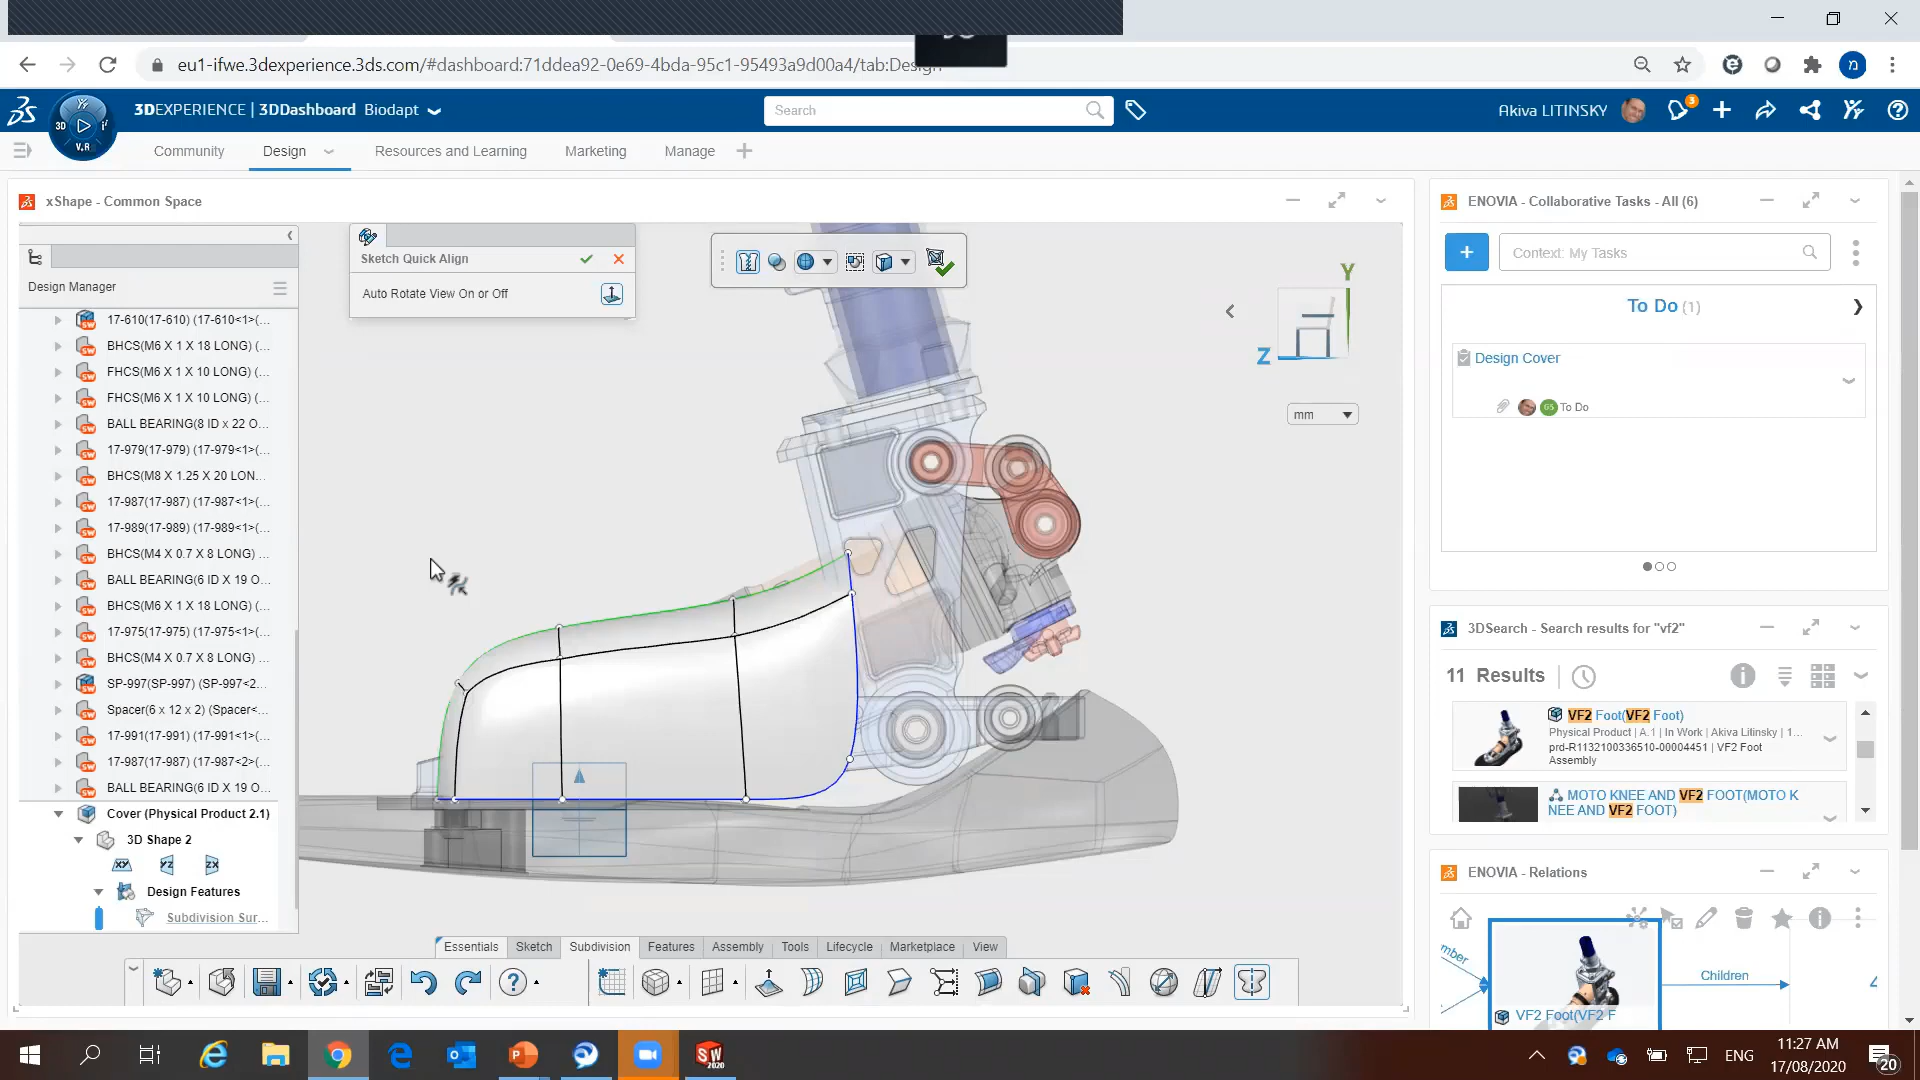 eu1-ifwe.3dexperience.3ds.com/#dashboard:71ddea92-0e69-4bda-95c1-95493a9d00a4/tab:Design
3DEXPERIENCE | 3DDashboard Biodapt
Search
Akiva LITINSKY
3
3D
V.R
Community
Design
Resources and Learning
Marketing
Manage
xShape - Common Space
Design Manager
17-610(17-610) (17-610<1>(...
BHCS(M6 X 1 X 18 LONG) (...
FHCS(M6 X 1 X 10 LONG) (...
FHCS(M6 X 1 X 10 LONG) (...
BALL BEARING(8 ID x 22 O...
17-979(17-979) (17-979<1>(...
BHCS(M8 X 1.25 X 20 LON...
17-987(17-987) (17-987<1>(...
17-989(17-989) (17-989<1>(...
BHCS(M4 X 0.7 X 8 LONG) ...
BALL BEARING(6 ID X 19 O...
BHCS(M6 X 1 X 18 LONG) (...
17-975(17-975) (17-975<1>(...
BHCS(M4 X 0.7 X 8 LONG) ...
SP-997(SP-997) (SP-997<2...
Spacer(6 x 12 x 2) (Spacer<...
17-991(17-991) (17-991<1>(...
17-987(17-987) (17-987<2>(...
BALL BEARING(6 ID X 19 O...
Cover (Physical Product 2.1)
3D Shape 2
XY YZ ZX
Design Features
Subdivision Sur...
Sketch Quick Align
Auto Rotate View On or Off
Y
Z
mm
Essentials Sketch Subdivision Features Assembly Tools Lifecycle Marketplace View
ENOVIA - Collaborative Tasks - All (6)
Context: My Tasks
To Do (1)
Design Cover
GS To Do
3DSearch - Search results for "vf2"
11 Results
VF2 Foot(VF2 Foot)
Physical Product | A.1 | In Work | Akiva Litinsky | 1...
prd-R1132100336510-00004451 | VF2 Foot
Assembly
MOTO KNEE AND VF2 FOOT(MOTO K
NEE AND VF2 FOOT)
ENOVIA - Relations
mber
Children
VF2 Foot(VF2 F
SW
2020
ENG
11:27 AM
17/08/2020
20